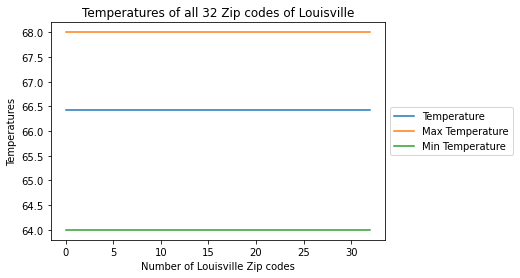 Temperatures of all 32 Zip codes of Louisville
68.0
67.5
67.0
66.5
66.0
65.5
65.0
64.5
64.0
Temperatures
0 5 10 15 20 25 30
Number of Louisville Zip codes
Temperature
Max Temperature
Min Temperature